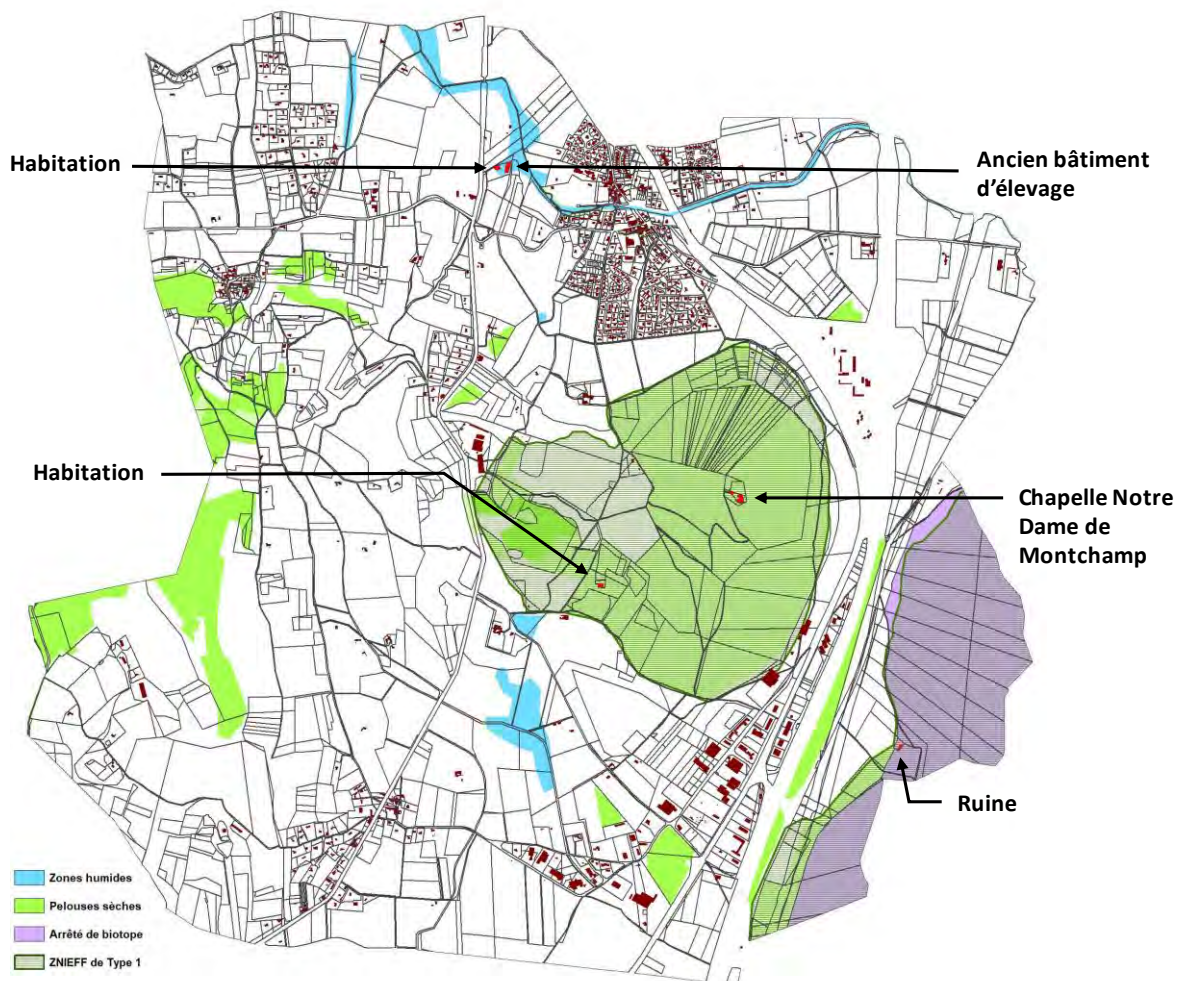 Habitation
Ancien bâtiment
d’élevage
Habitation
Chapelle Notre
Dame de
Montchamp
Ruine
Zones humides
Pelouses sèches
Arrêté de biotope
ZNIEFF de Type 1